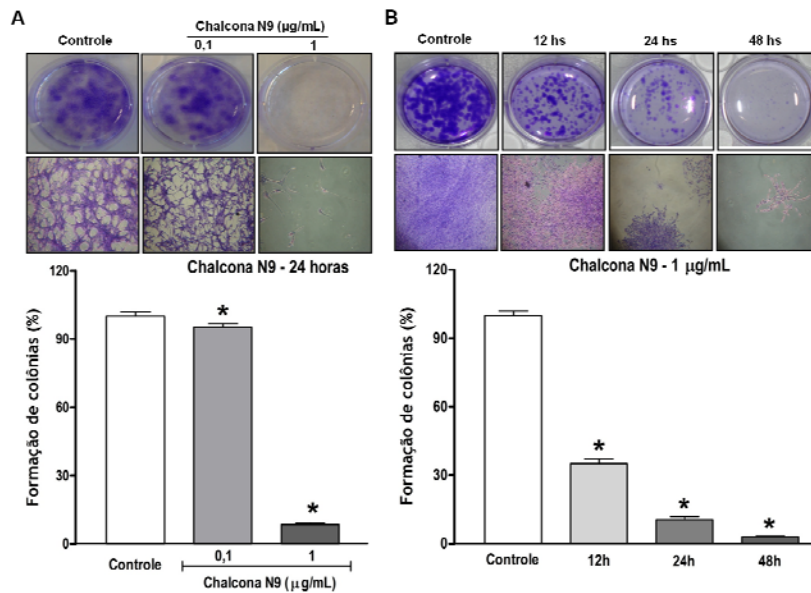 A
Chalcona N9 (µg/mL)
Controle
0,1
1
Chalcona N9 - 24 horas
Formação de colônias (%)
120
90
60
30
0
*
*
Controle
0,1
1
Chalcona N9 (µg/mL)
B
Controle
12 hs
24 hs
48 hs
Chalcona N9 - 1 µg/mL
Formação de colônias (%)
120
90
60
30
0
*
*
*
Controle
12h
24h
48h